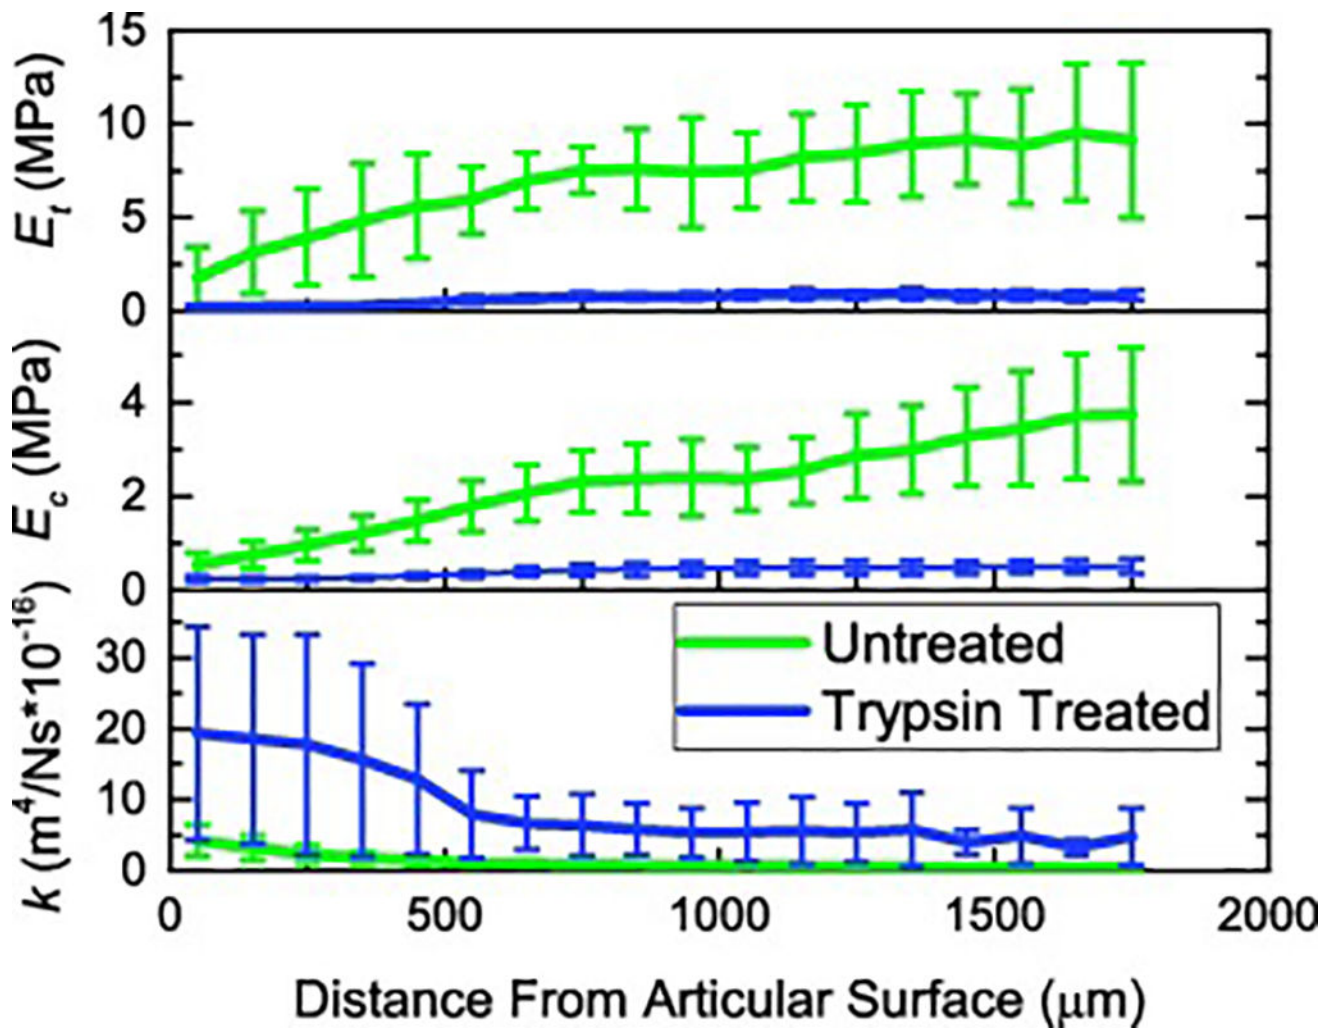 15
10
5
0
E_t (MPa)
4
2
0
E_c (MPa)
30
20
10
0
k (m⁴/Ns*10⁻¹⁶)
Untreated
Trypsin Treated
0 500 1000 1500 2000
Distance From Articular Surface (μm)